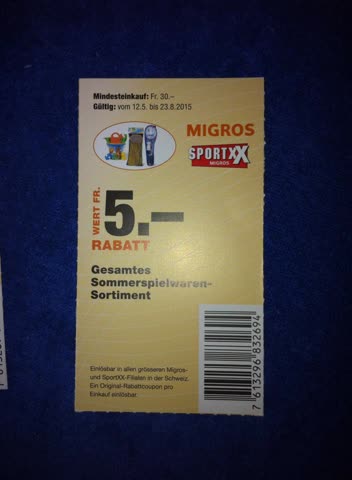 Mindesteinkauf: Fr. 30.–
Gültig: vom 12.5. bis 23.8.2015
MIGROS
SPORTXX
MIGROS
WERT FR.
5.–
RABATT
Gesamtes
Sommerspielwaren-
Sortiment
Einlösbar in allen grösseren Migros-
und SportXX-Filialen in der Schweiz.
Ein Original-Rabattcoupon pro
Einkauf einlösbar.
7 613296 832694